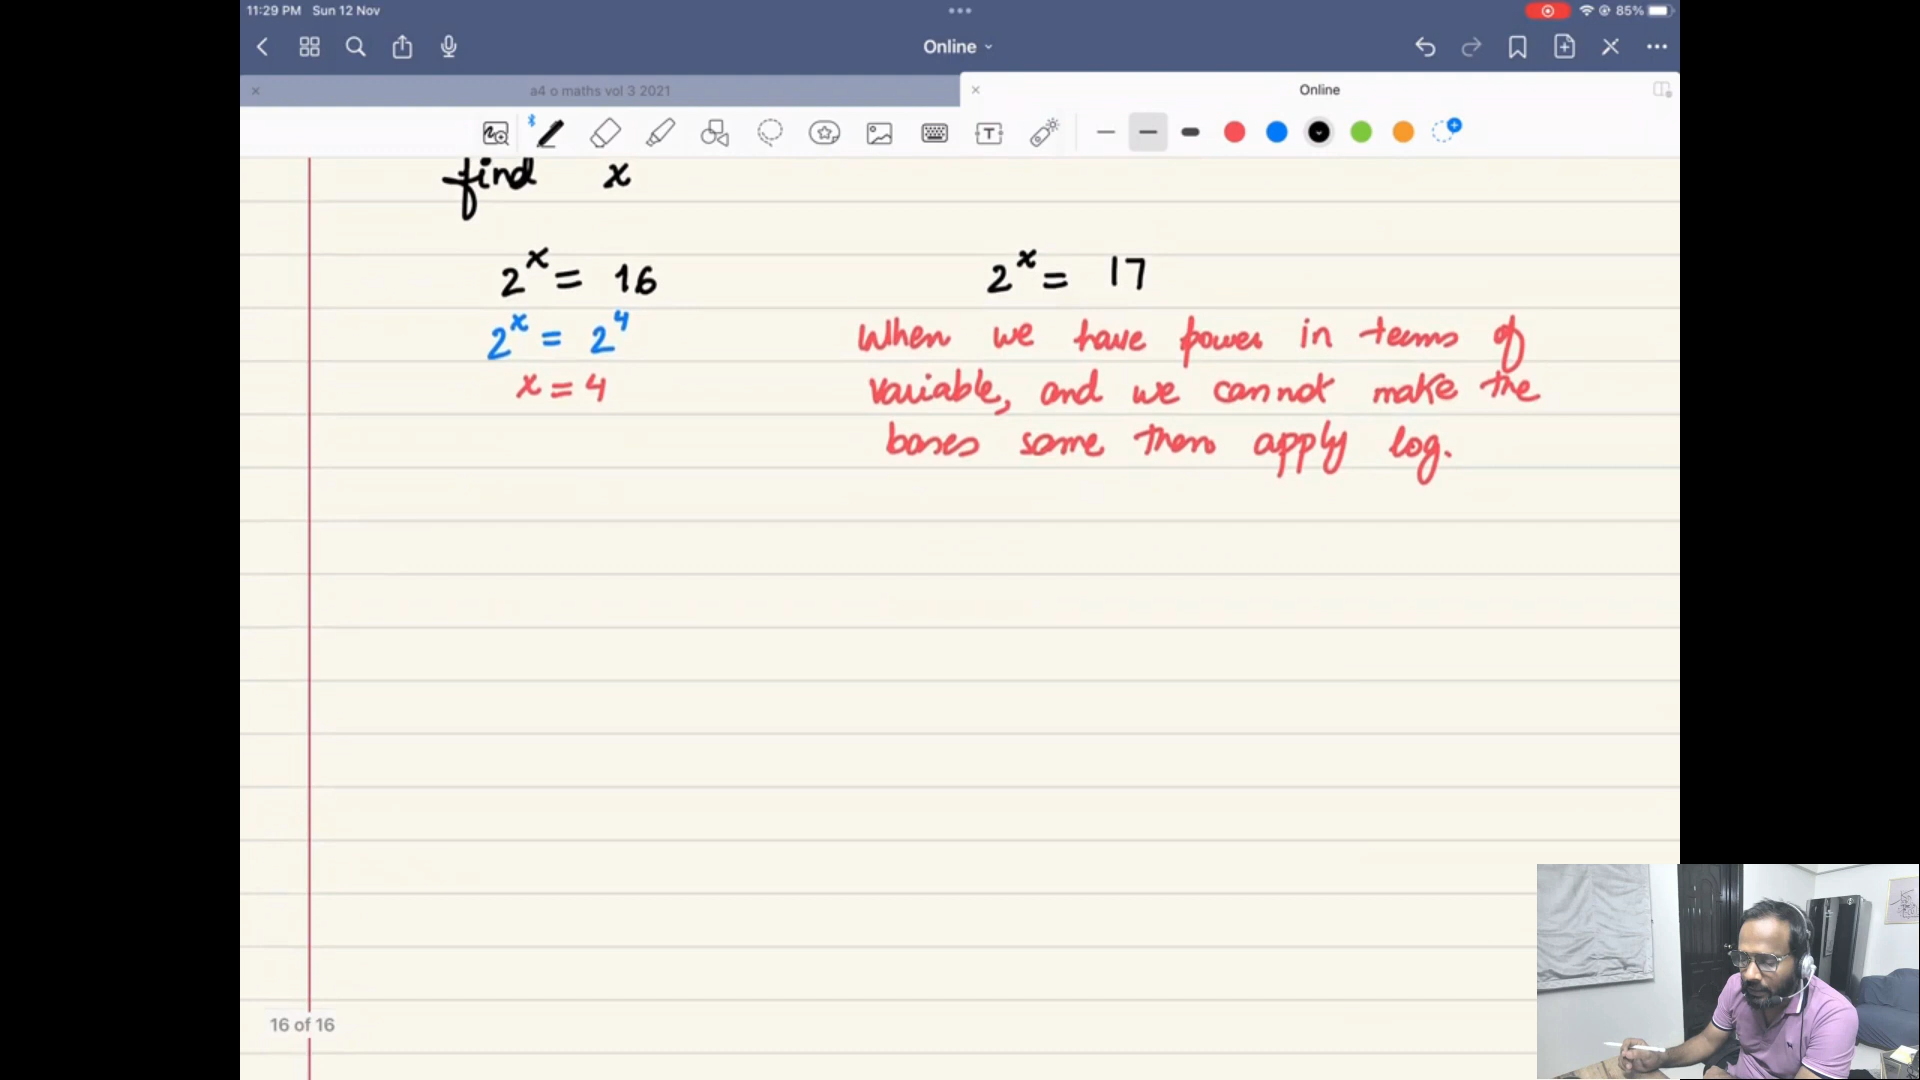 11:29 PM Sun 12 Nov
85%
Online
a4 o maths vol 3 2021
Online
find x
2^x = 16
2^x = 2^4
x = 4
2^x = 17
When we have power in terms of
variable, and we cannot make the
bases same then apply log.
16 of 16